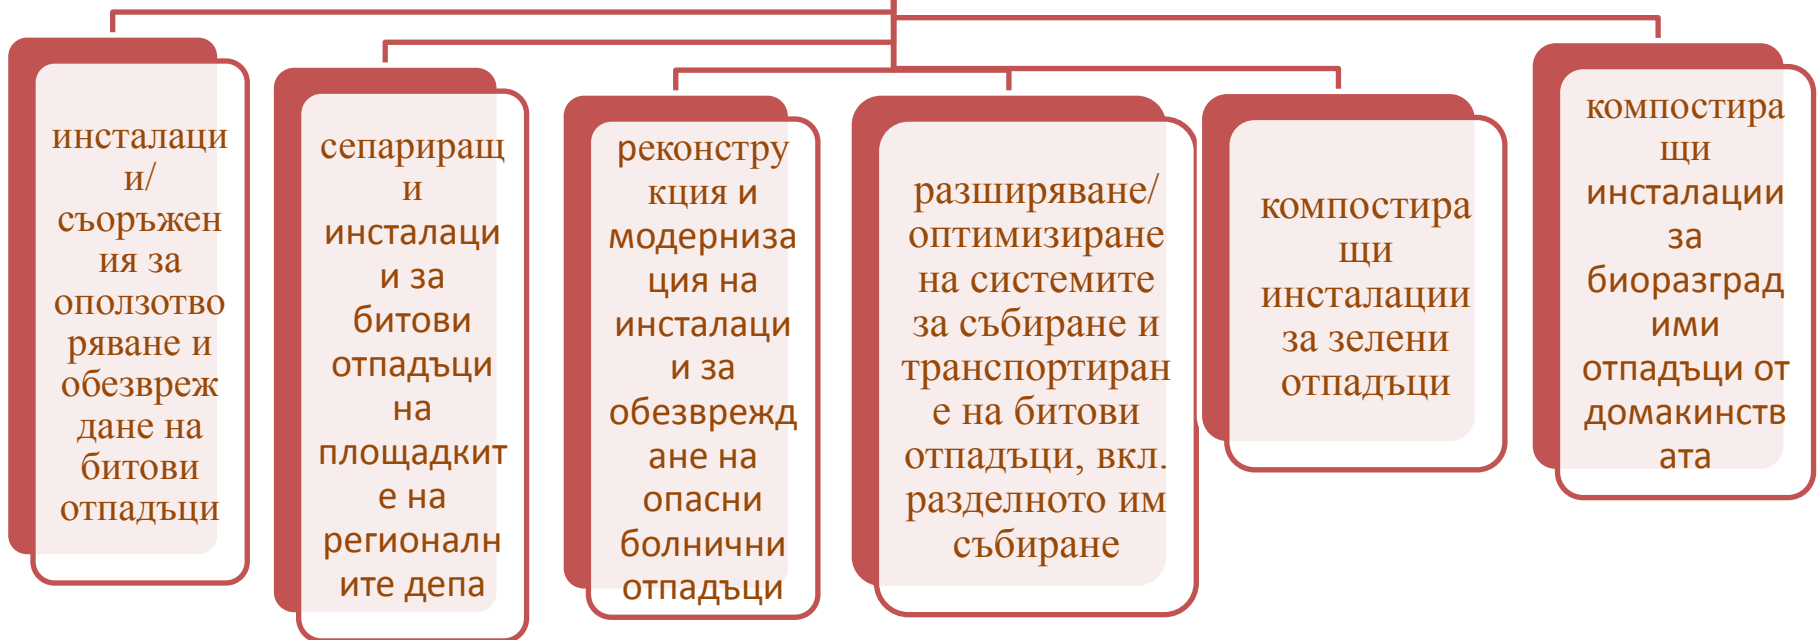 инсталаци
и/
съоръжен
ия за
оползотво
ряване и
обезвреж
дане на
битови
отпадъци
сепариращ
и
инсталаци
и за
битови
отпадъци
на
площадкит
е на
регионалн
ите депа
реконстру
кция и
модерниза
ция на
инсталаци
и за
обезврежд
ане на
опасни
болнични
отпадъци
разширяване/
оптимизиране
на системите
за събиране и
транспортиран
е на битови
отпадъци, вкл.
разделното им
събиране
компостира
щи
инсталации
за зелени
отпадъци
компостира
щи
инсталации
за
биоразград
ими
отпадъци от
домакинств
ата